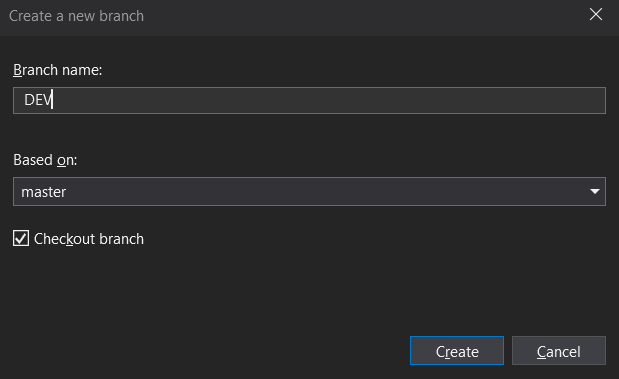 Create a new branch
Branch name:
DEV
Based on:
master
Checkout branch
Create
Cancel